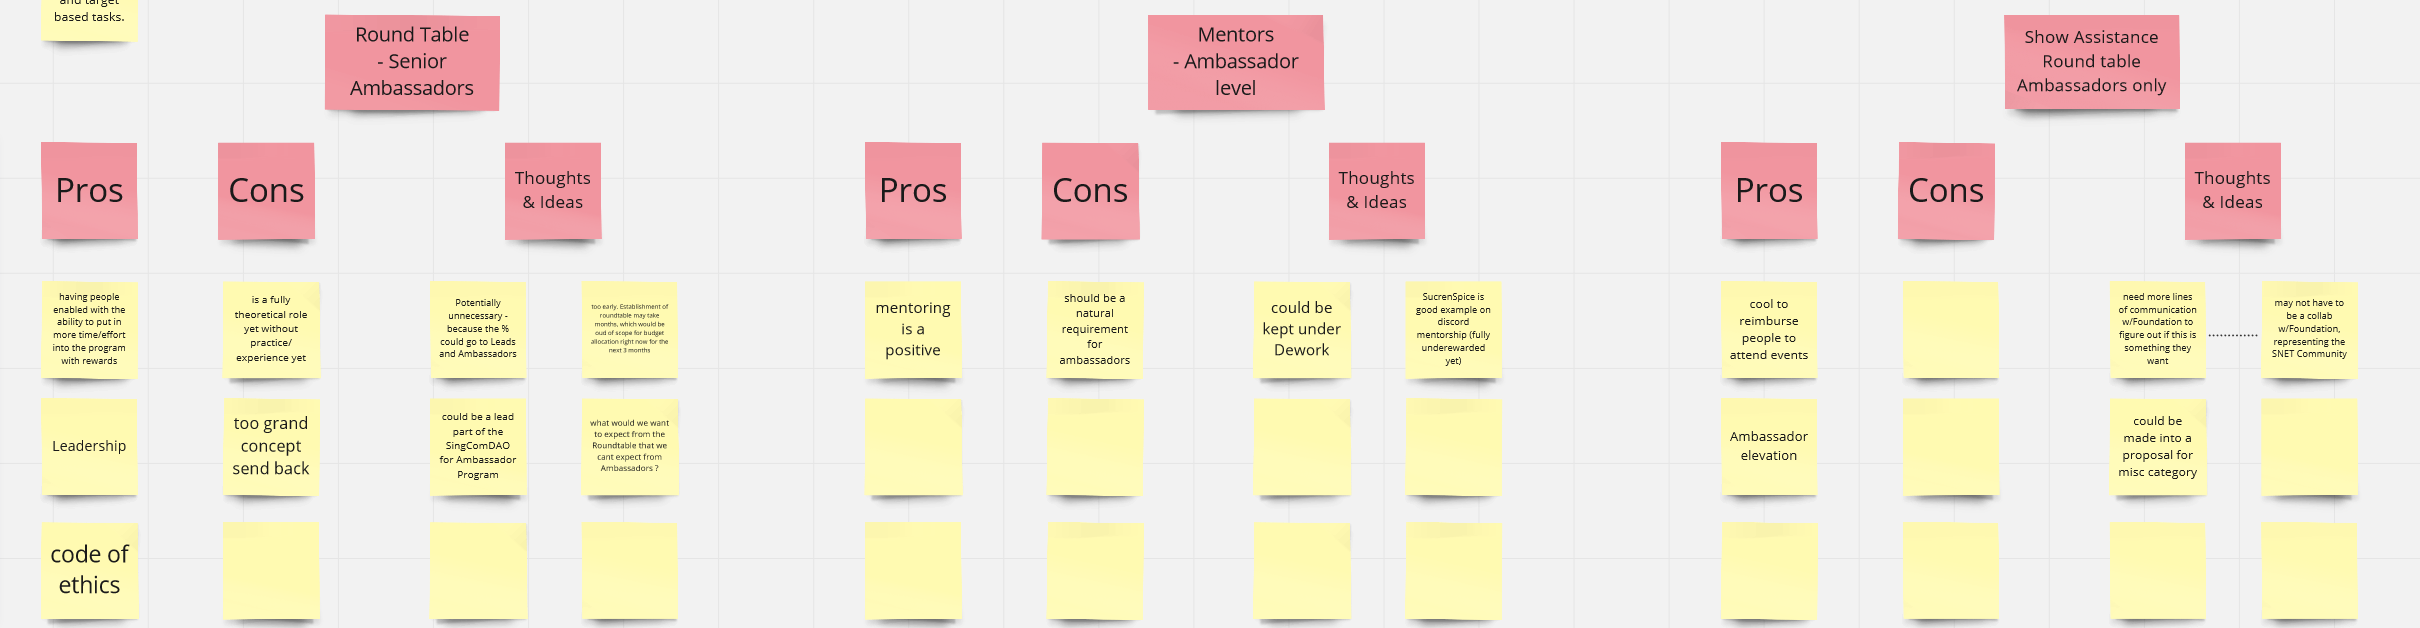 and target
based tasks.
Round Table
- Senior
Ambassadors
Pros
Cons
Thoughts
& Ideas
having people
enabled with the
ability to put in
more time/effort
into the program
with rewards
is a fully
theoretical role
yet without
practice/
experience yet
Potentially
unnecessary -
because the %
could go to Leads
and Ambassadors
too early. Establishment of
roundtable may take
months, which would be
oud of scope for budget
allocation right now for the
next 3 months
Leadership
too grand
concept
send back
could be a lead
part of the
SingComDAO
for Ambassador
Program
what would we want
to expect from the
Roundtable that we
cant expect from
Ambassadors ?
code of
ethics
Mentors
- Ambassador
level
Pros
Cons
Thoughts
& Ideas
mentoring
is a
positive
should be a
natural
requirement
for
ambassadors
could be
kept under
Dework
SucrenSpice is
good example on
discord
mentorship (fully
underewarded
yet)
Show Assistance
Round table
Ambassadors only
Pros
Cons
Thoughts
& Ideas
cool to
reimburse
people to
attend events
need more lines
of communication
w/Foundation to
figure out if this is
something they
want
may not have to
be a collab
w/Foundation,
representing the
SNET Community
Ambassador
elevation
could be
made into a
proposal for
misc category